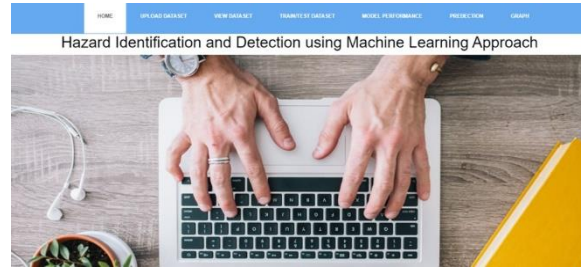 HOME UPLOAD DATASET VIEW DATASET TRAIN/TEST DATASET MODEL PERFORMANCE PREDICTION GRAPH
Hazard Identification and Detection using Machine Learning Approach